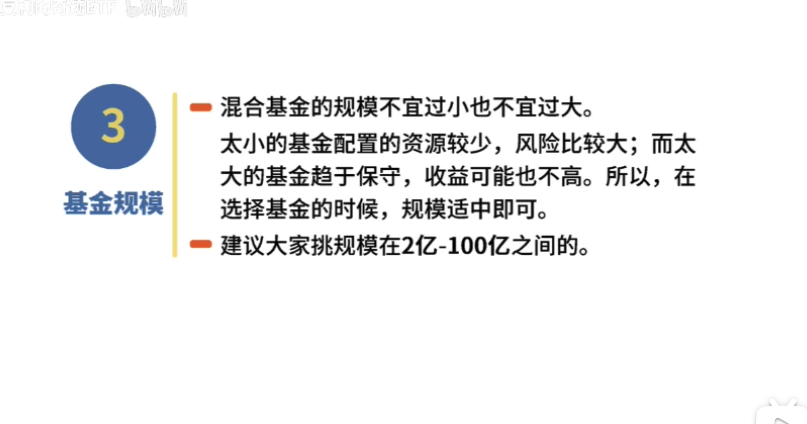 3
基金规模
混合基金的规模不宜过小也不宜过大。
太小的基金配置的资源较少，风险比较大；而太
大的基金趋于保守，收益可能也不高。所以，在
选择基金的时候，规模适中即可。
建议大家挑规模在2亿-100亿之间的。